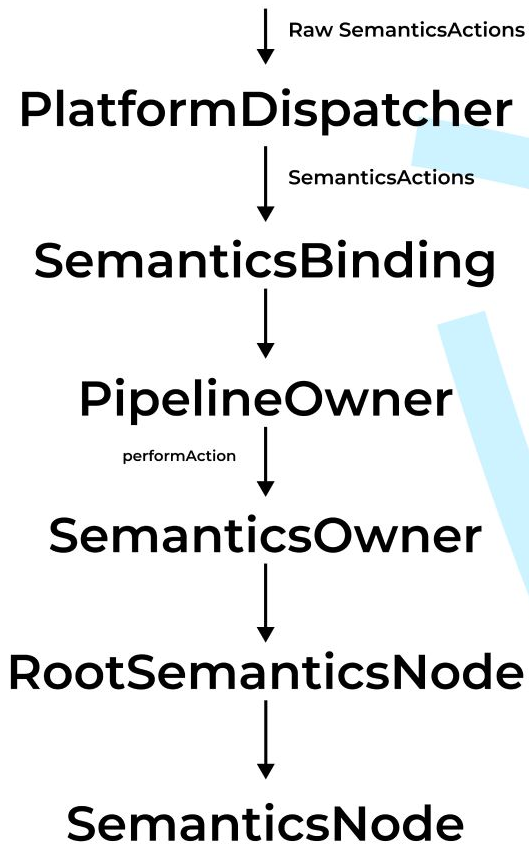 Raw SemanticsActions
PlatformDispatcher
SemanticsActions
SemanticsBinding
PipelineOwner
performAction
SemanticsOwner
RootSemanticsNode
SemanticsNode